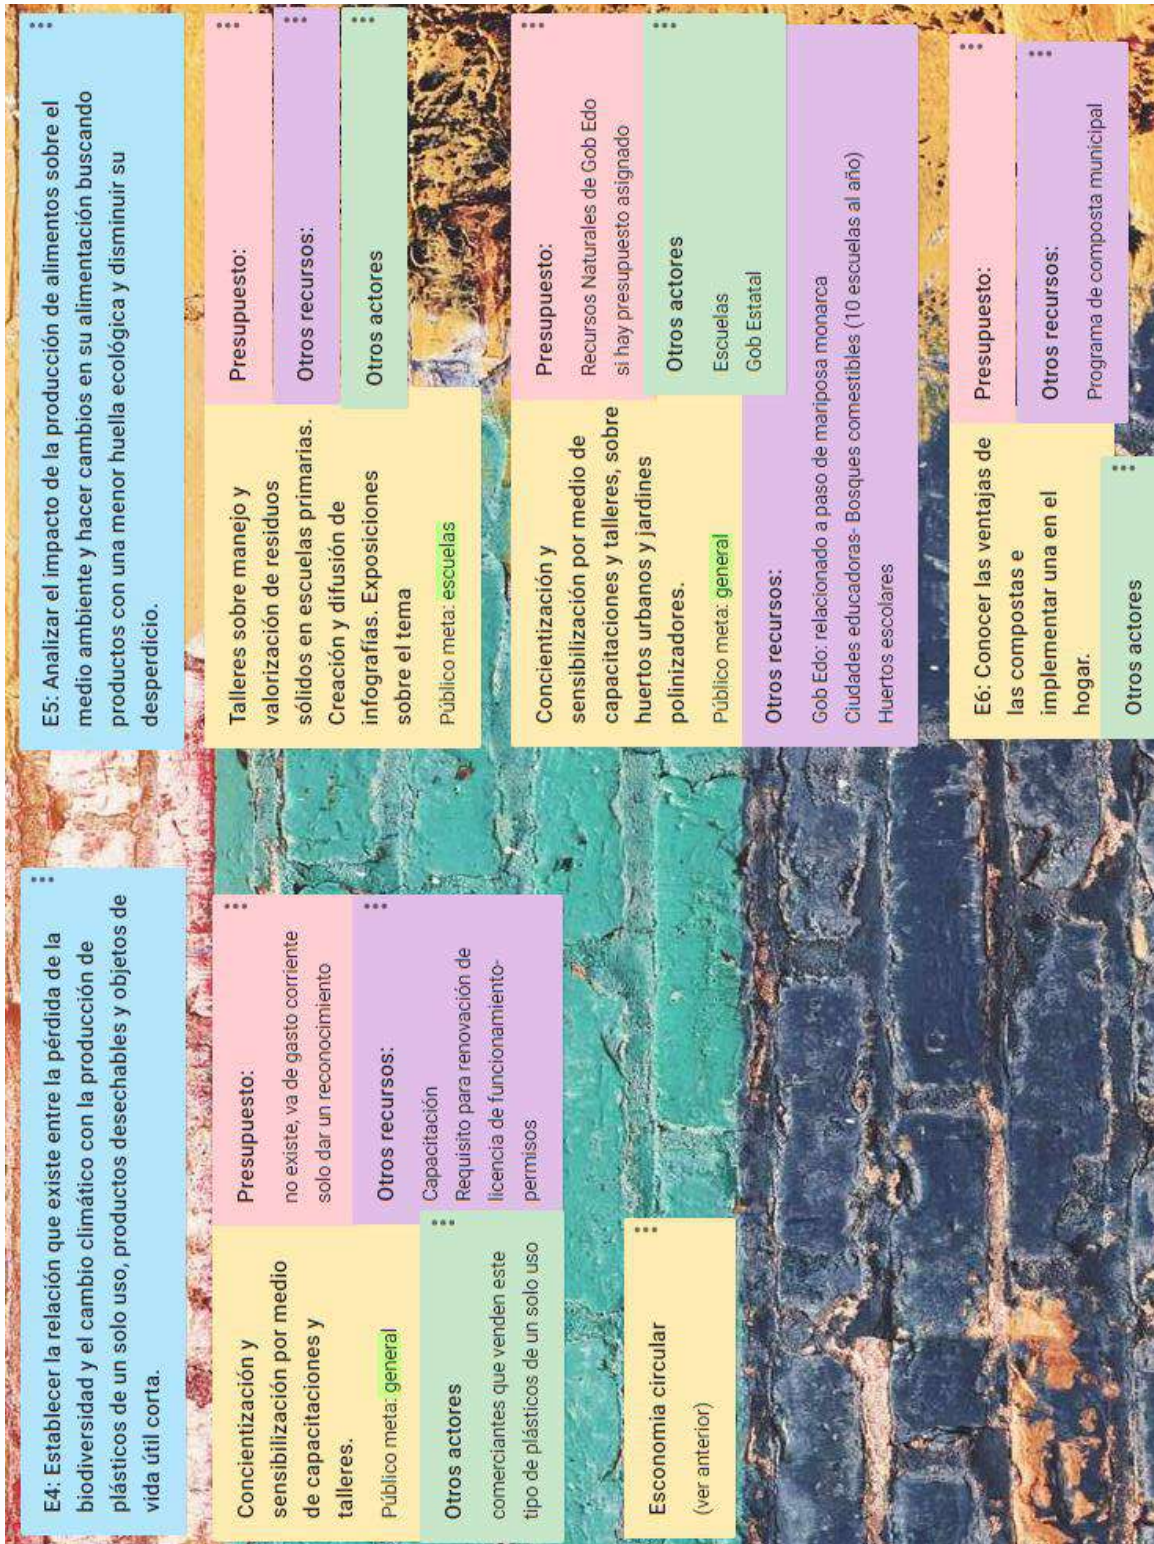 E4: Establecer la relación que existe entre la pérdida de la
biodiversidad y el cambio climático con la producción de
plásticos de un solo uso, productos desechables y objetos de
vida útil corta.
Concientización y
sensibilización por medio
de capacitaciones y
talleres.
Público meta: general
Presupuesto:
no existe, va de gasto corriente
solo dar un reconocimiento
Otros recursos:
Capacitación
Requisito para renovación de
licencia de funcionamiento-
permisos
Otros actores
comerciantes que venden este
tipo de plásticos de un solo uso
Economía circular
(ver anterior)
E5: Analizar el impacto de la producción de alimentos sobre el
medio ambiente y hacer cambios en su alimentación buscando
productos con una menor huella ecológica y disminuir su
desperdicio.
Talleres sobre manejo y
valorización de residuos
sólidos en escuelas primarias.
Creación y difusión de
infografías. Exposiciones
sobre el tema
Público meta: escuelas
Presupuesto:
Otros recursos:
Otros actores
Concientización y
sensibilización por medio de
capacitaciones y talleres, sobre
huertos urbanos y jardines
polinizadores.
Público meta: general
Presupuesto:
Recursos Naturales de Gob Edo
si hay presupuesto asignado
Otros actores
Escuelas
Gob Estatal
Otros recursos:
Gob Edo: relacionado a paso de mariposa monarca
Ciudades educadoras- Bosques comestibles (10 escuelas al año)
Huertos escolares
E6: Conocer las ventajas de
las compostas e
implementar una en el
hogar.
Presupuesto:
Otros recursos:
Programa de composta municipal
Otros actores